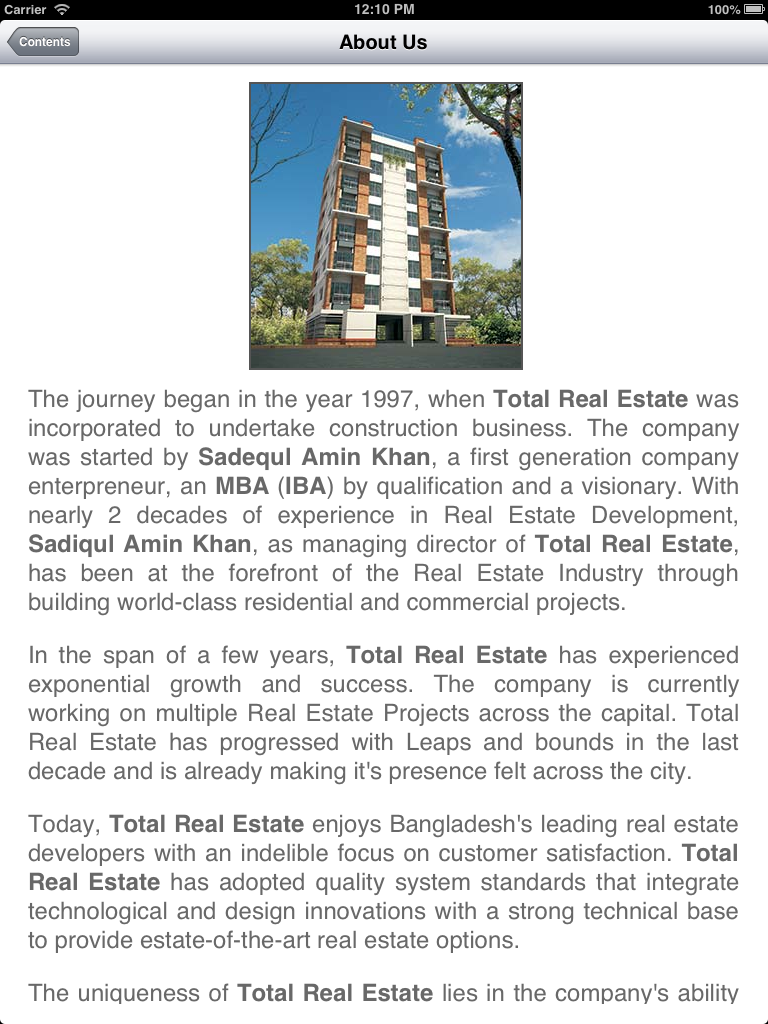 Carrier 12:10 PM 100%
Contents About Us
The journey began in the year 1997, when Total Real Estate was
incorporated to undertake construction business. The company
was started by Sadequl Amin Khan, a first generation company
enterpreneur, an MBA (IBA) by qualification and a visionary. With
nearly 2 decades of experience in Real Estate Development,
Sadiqul Amin Khan, as managing director of Total Real Estate,
has been at the forefront of the Real Estate Industry through
building world-class residential and commercial projects.
In the span of a few years, Total Real Estate has experienced
exponential growth and success. The company is currently
working on multiple Real Estate Projects across the capital. Total
Real Estate has progressed with Leaps and bounds in the last
decade and is already making it's presence felt across the city.
Today, Total Real Estate enjoys Bangladesh's leading real estate
developers with an indelible focus on customer satisfaction. Total
Real Estate has adopted quality system standards that integrate
technological and design innovations with a strong technical base
to provide estate-of-the-art real estate options.
The uniqueness of Total Real Estate lies in the company's ability